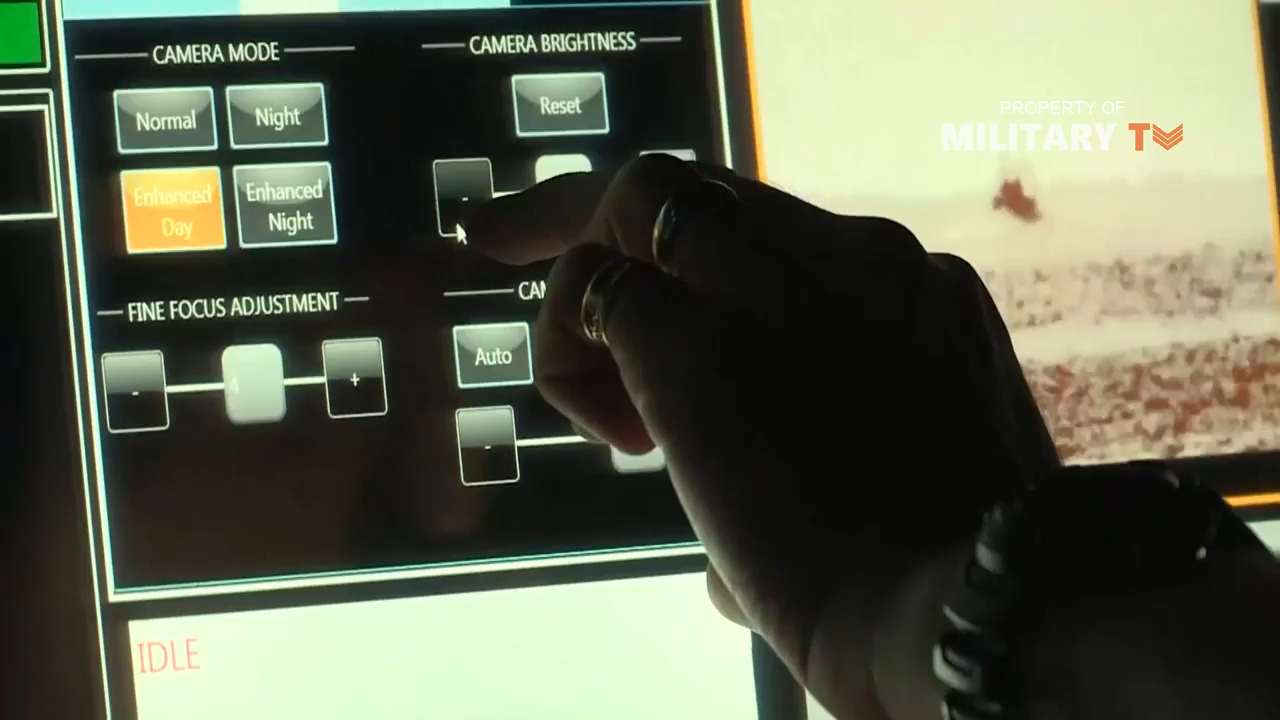 CAMERA MODE
CAMERA BRIGHTNESS
Normal
Night
Reset
Enhanced
Day
Enhanced
Night
-
FINE FOCUS ADJUSTMENT
-
4
+
Auto
-
IDLE
PROPERTY OF
MILITARY TV